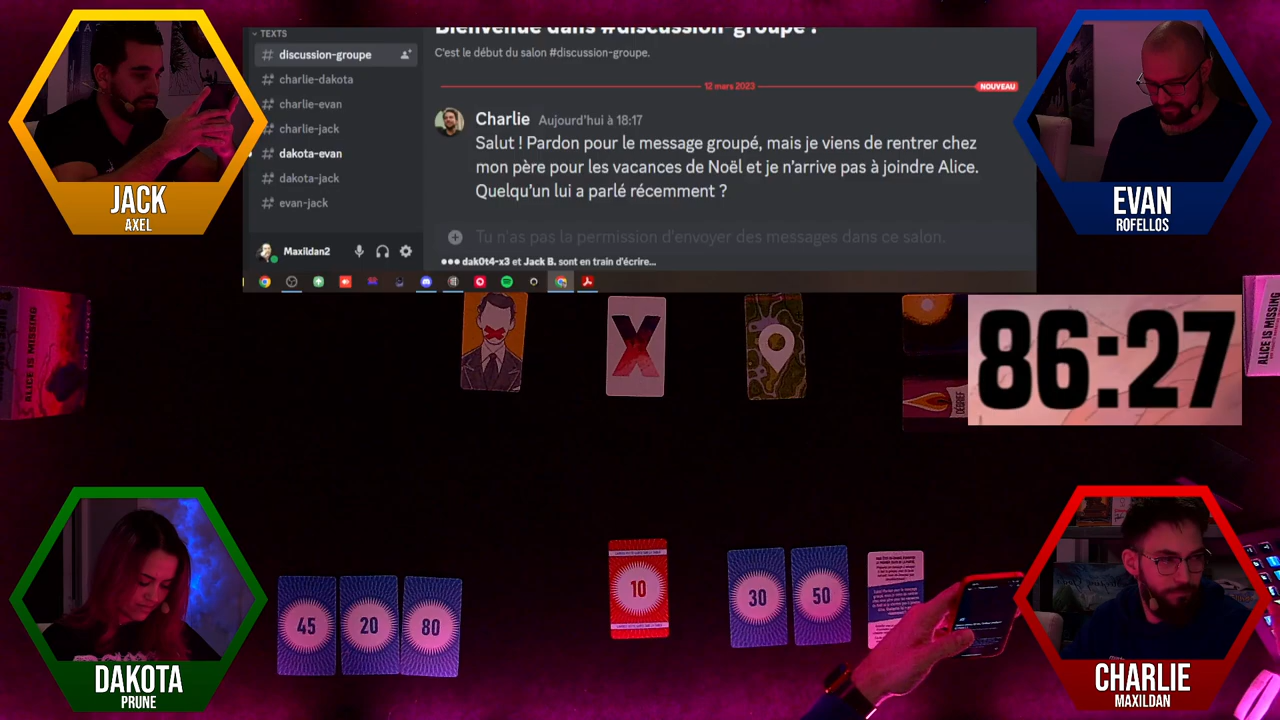 TEXTS
discussion-groupe
charlie-dakota
charlie-evan
charlie-jack
dakota-evan
dakota-jack
evan-jack
Maxildan2
Bienvenue dans #discussion-groupe !
C'est le début du salon #discussion-groupe.
12 mars 2023
NOUVEAU
Charlie Aujourd'hui à 18:17
Salut ! Pardon pour le message groupé, mais je viens de rentrer chez
mon père pour les vacances de Noël et je n'arrive pas à joindre Alice.
Quelqu'un lui a parlé récemment ?
Tu n'as pas la permission d'envoyer des messages dans ce salon.
dak0t4-x3 et Jack B. sont en train d'écrire...
JACK
AXEL
EVAN
ROFELLOS
ALICE IS MISSING
X
DÉBRIEF
86:27
ALICE IS MISSING
45
20
80
10
30
50
DAKOTA
PRUNE
CHARLIE
MAXILDAN